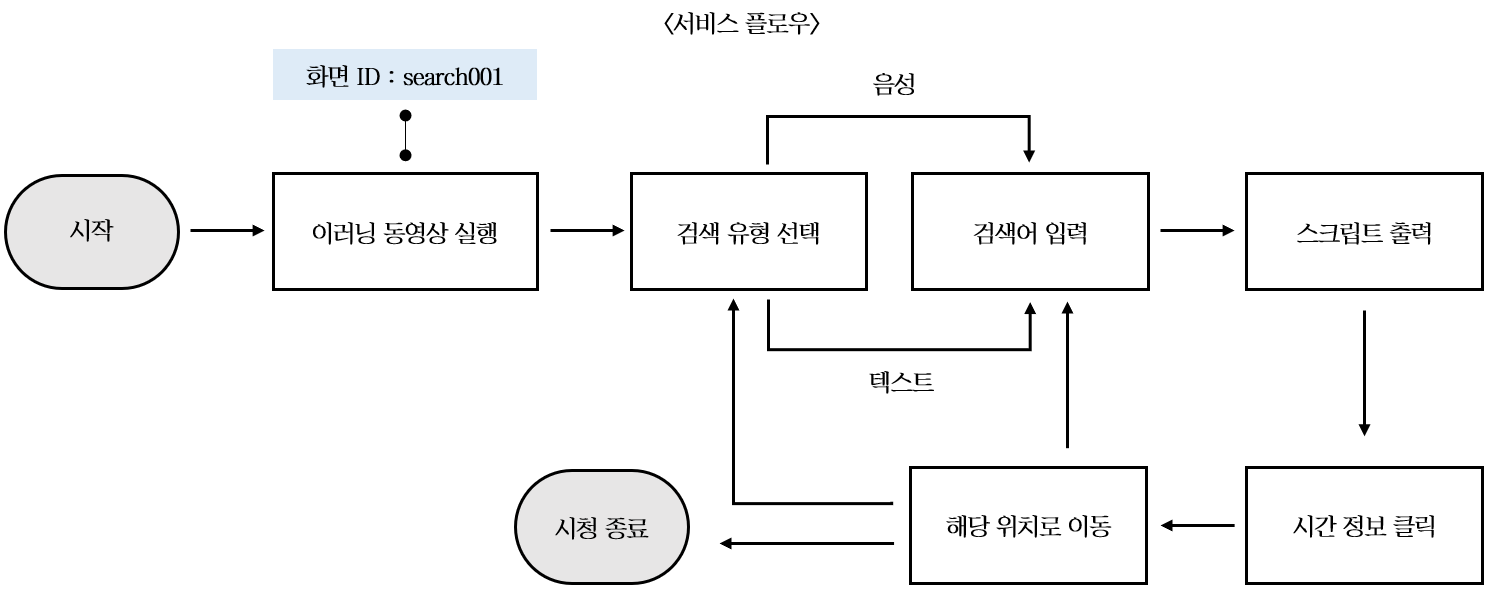 〈서비스 플로우〉
화면 ID : search001
음성
시작
이러닝 동영상 실행
검색 유형 선택
검색어 입력
스크립트 출력
텍스트
시청 종료
해당 위치로 이동
시간 정보 클릭